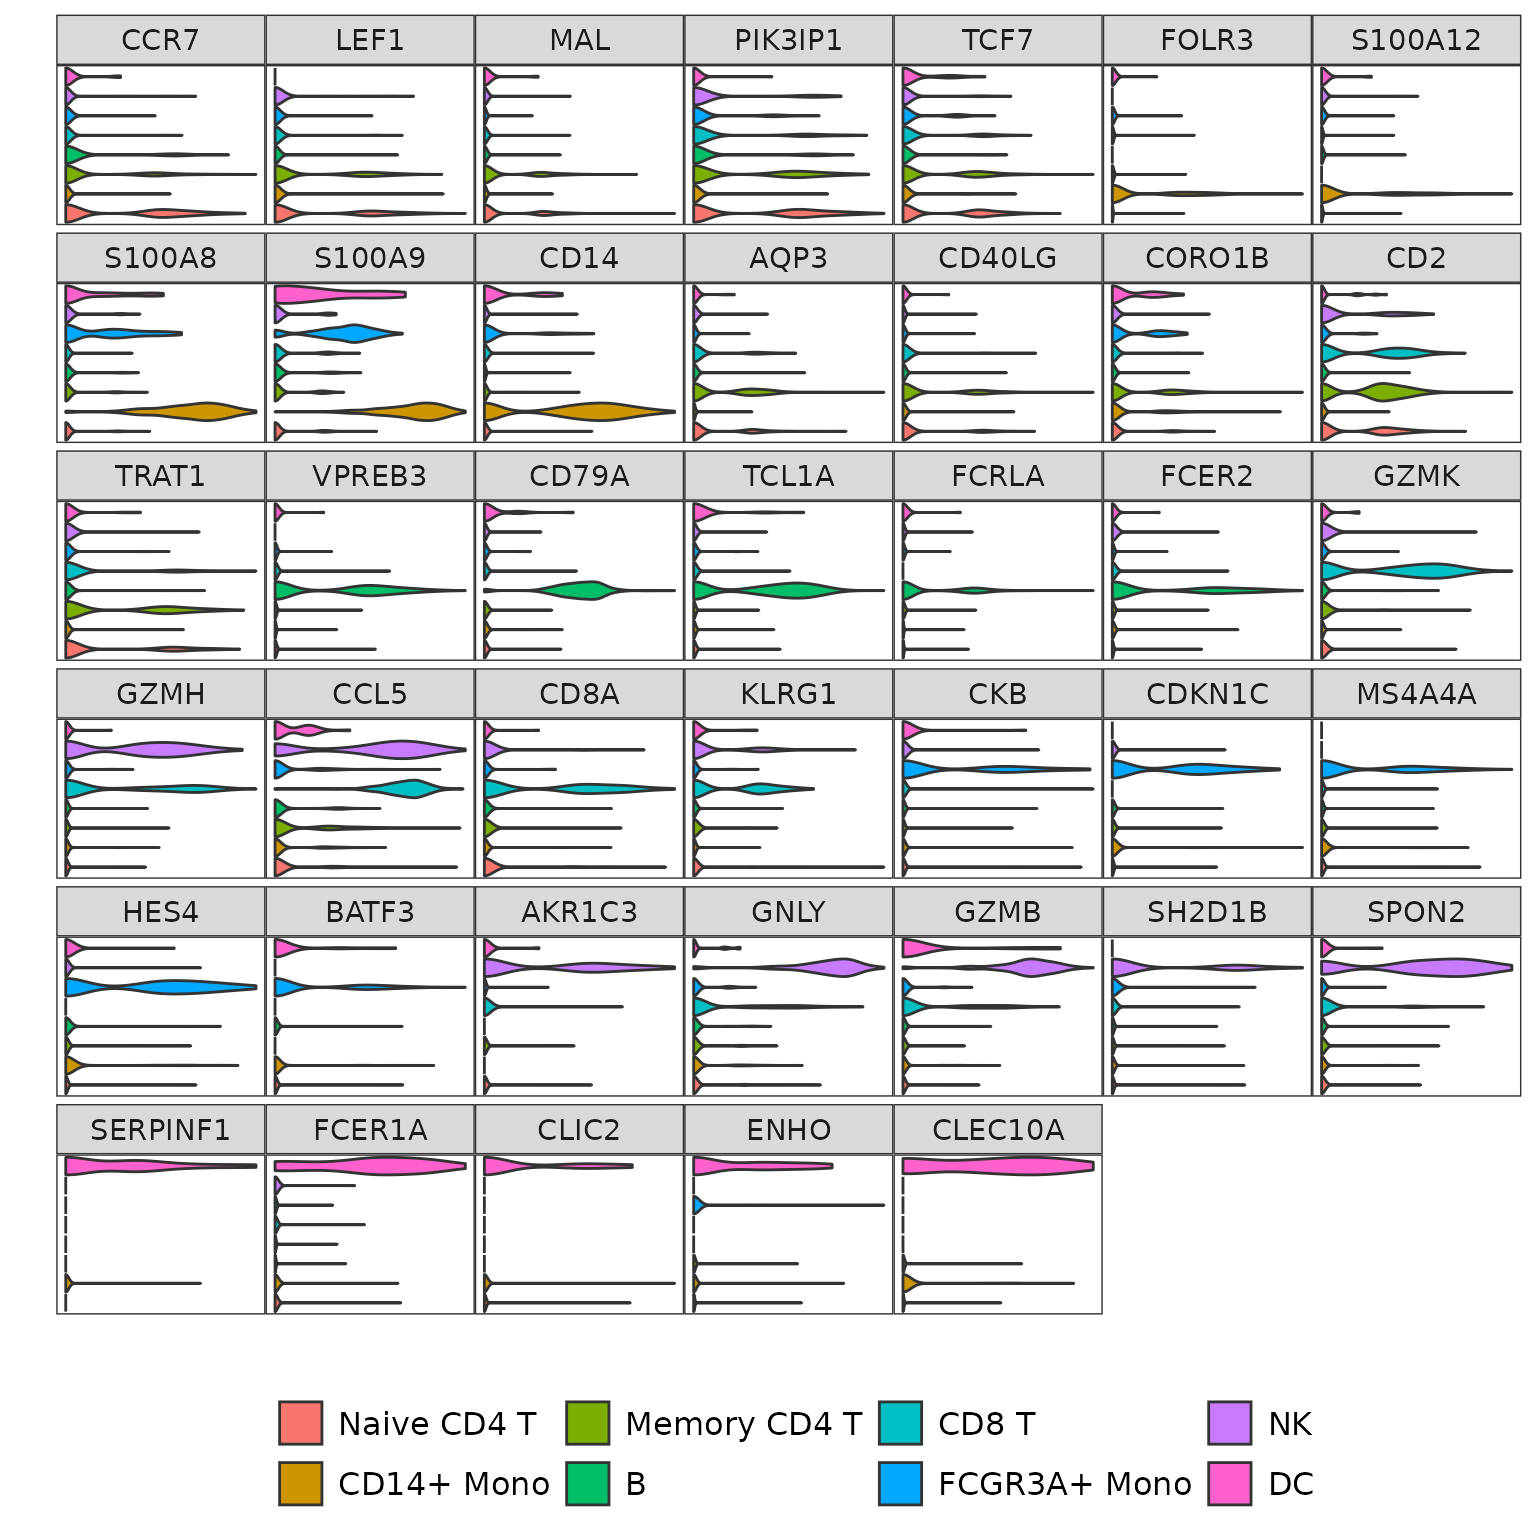 CCR7 LEF1 MAL PIK3IP1 TCF7 FOLR3 S100A12
S100A8 S100A9 CD14 AQP3 CD40LG CORO1B CD2
TRAT1 VPREB3 CD79A TCL1A FCRLA FCER2 GZMK
GZMH CCL5 CD8A KLRG1 CKB CDKN1C MS4A4A
HES4 BATF3 AKR1C3 GNLY GZMB SH2D1B SPON2
SERPINF1 FCER1A CLIC2 ENHO CLEC10A
Naive CD4 T Memory CD4 T CD8 T NK
CD14+ Mono B FCGR3A+ Mono DC